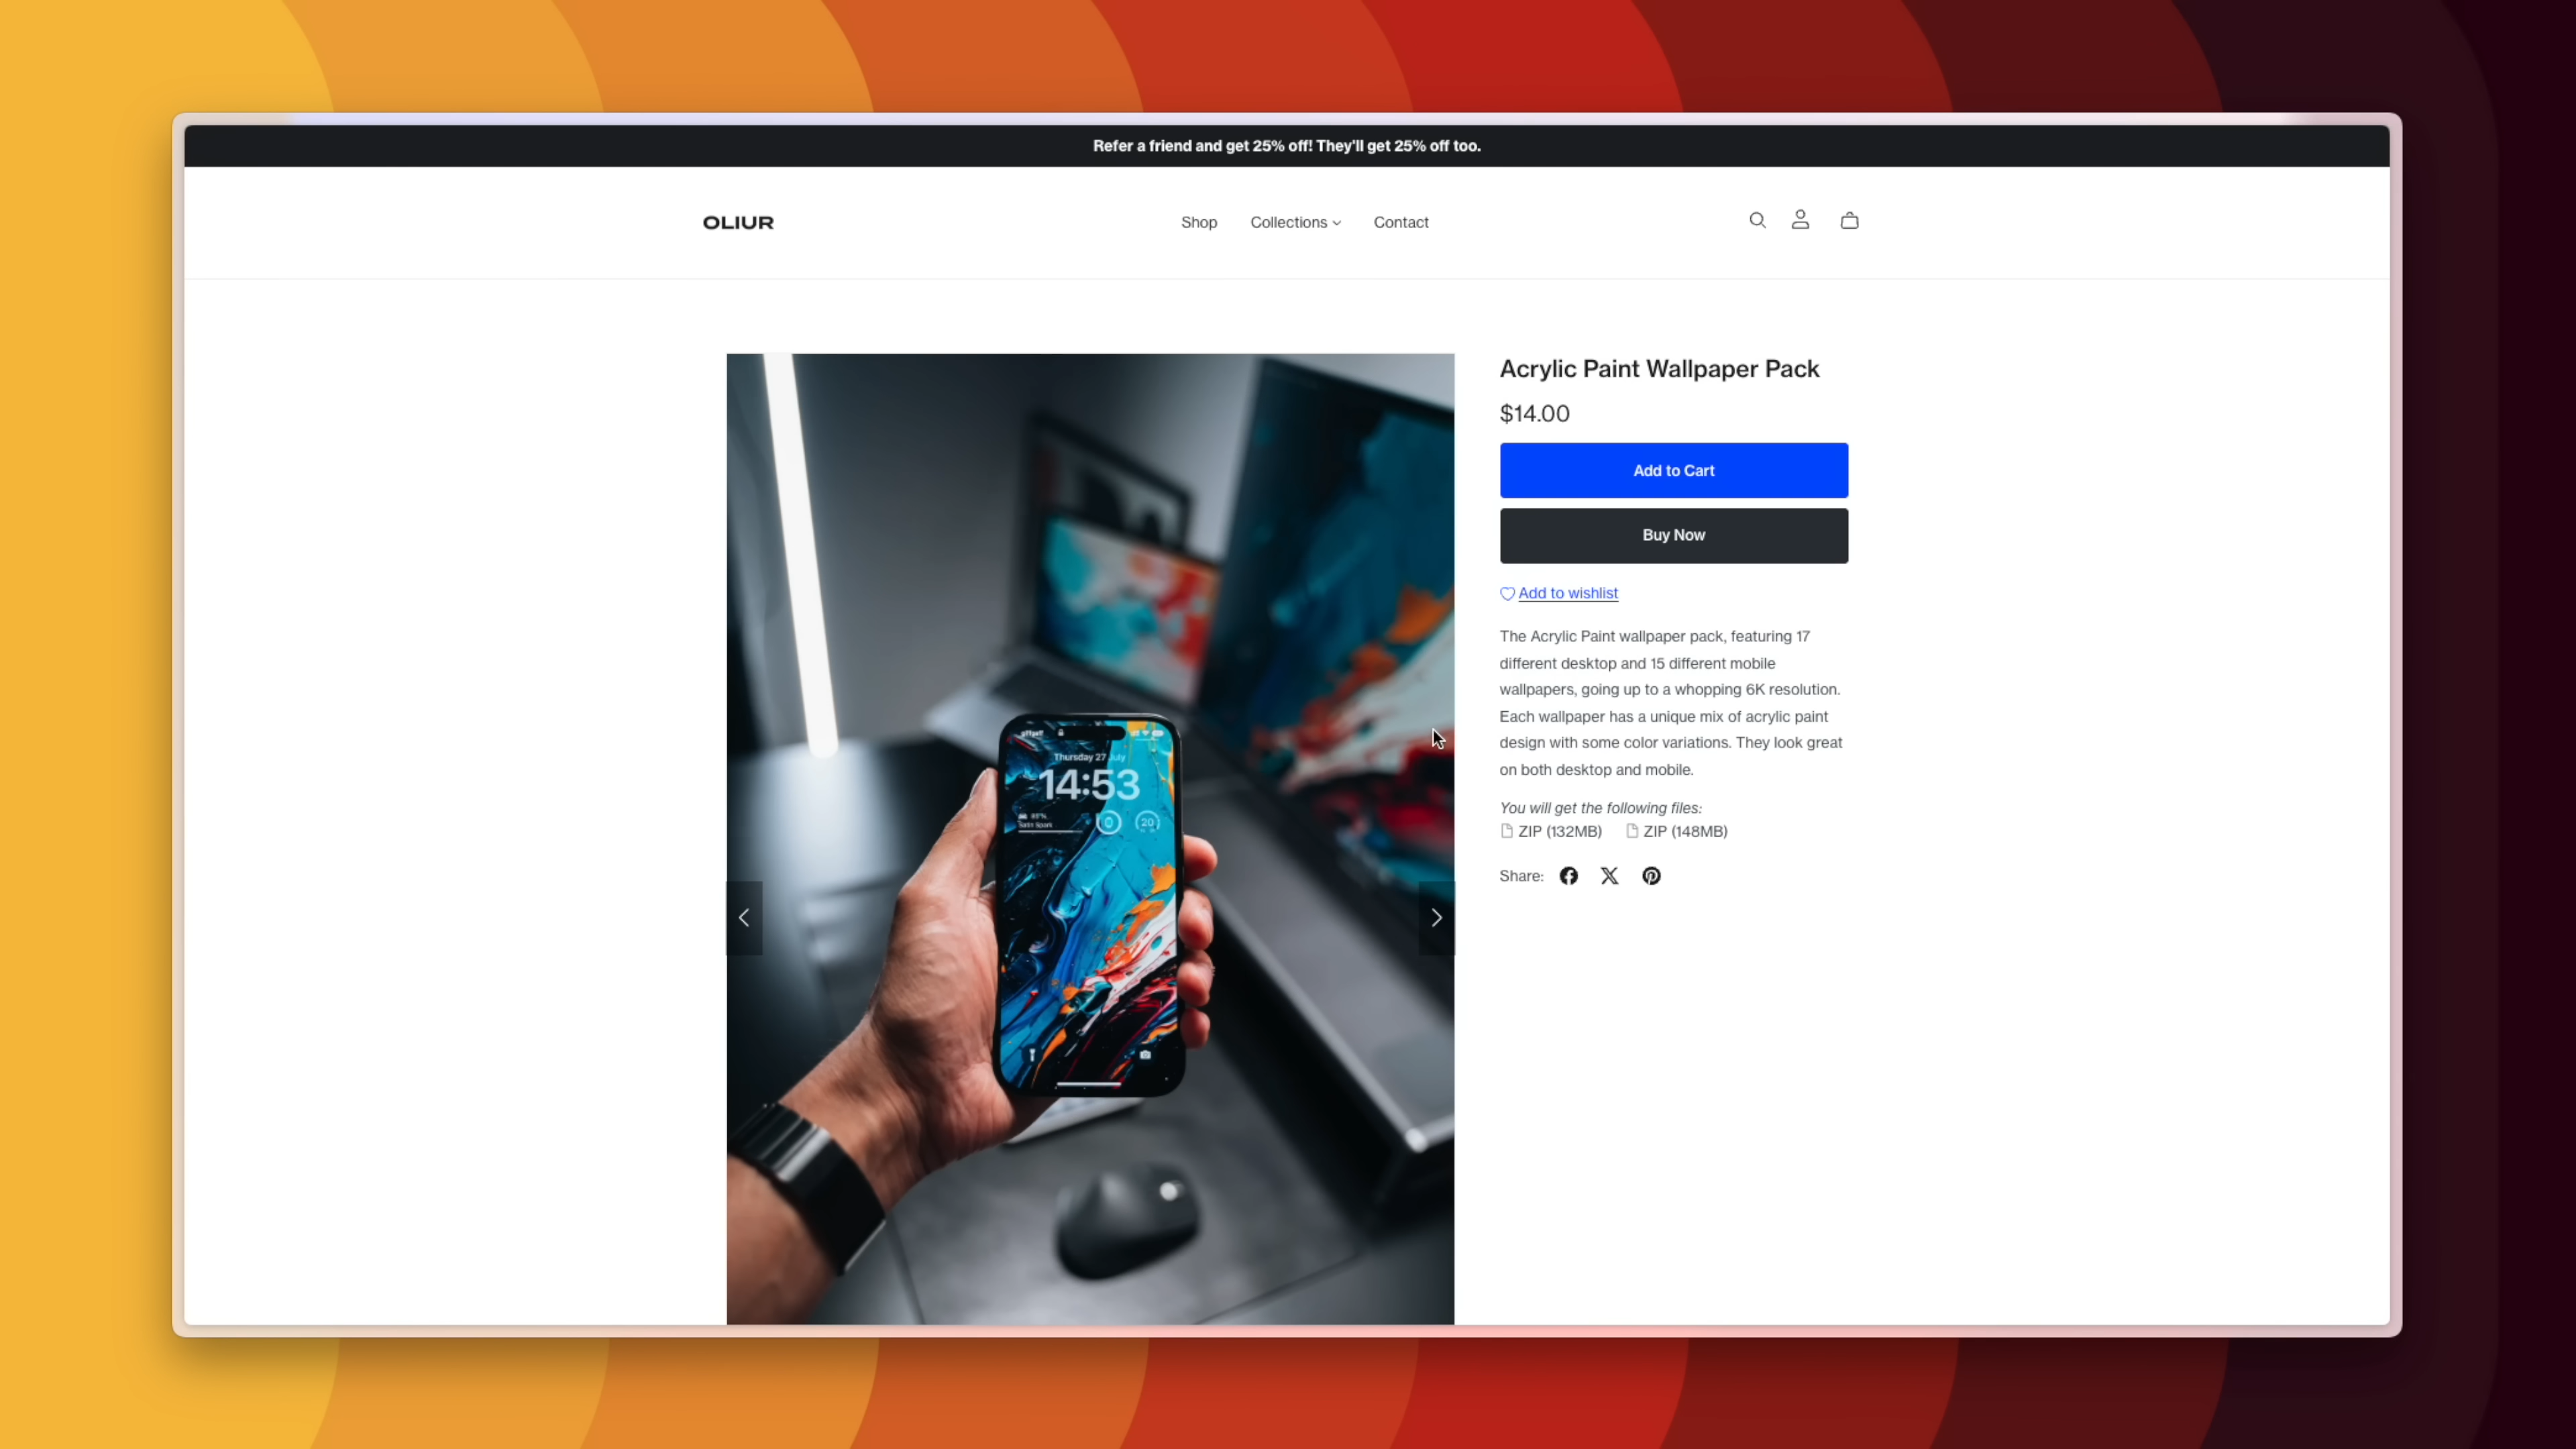 Refer a friend and get 25% off! They'll get 25% off too.
OLIUR
Shop
Collections
Contact
Acrylic Paint Wallpaper Pack
$14.00
Add to Cart
Buy Now
Add to wishlist
The Acrylic Paint wallpaper pack, featuring 17
different desktop and 15 different mobile
wallpapers, going up to a whopping 6K resolution.
Each wallpaper has a unique mix of acrylic paint
design with some color variations. They look great
on both desktop and mobile.
You will get the following files:
ZIP (132MB)
ZIP (148MB)
Share:
Thursday 27 July
14:53
20